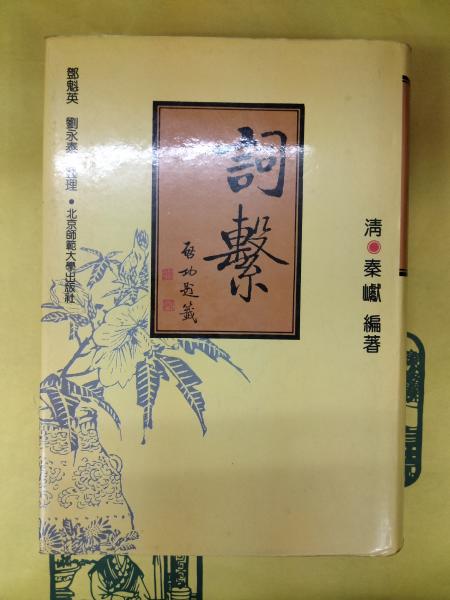 詞繫
啓功題籤
清●秦巘 編著
鄧魁英 劉永泰 整理●北京師範大學出版社